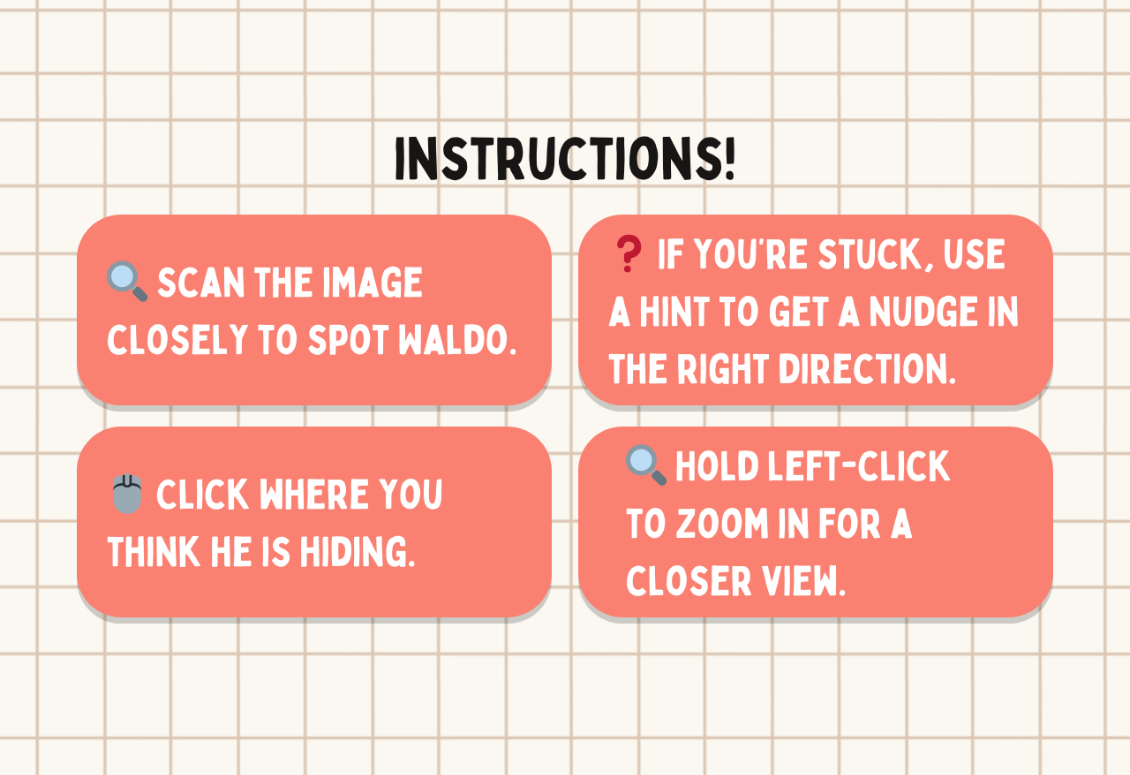 INSTRUCTIONS!
SCAN THE IMAGE
CLOSELY TO SPOT WALDO.
❓ IF YOU'RE STUCK, USE
A HINT TO GET A NUDGE IN
THE RIGHT DIRECTION.
CLICK WHERE YOU
THINK HE IS HIDING.
HOLD LEFT-CLICK
TO ZOOM IN FOR A
CLOSER VIEW.